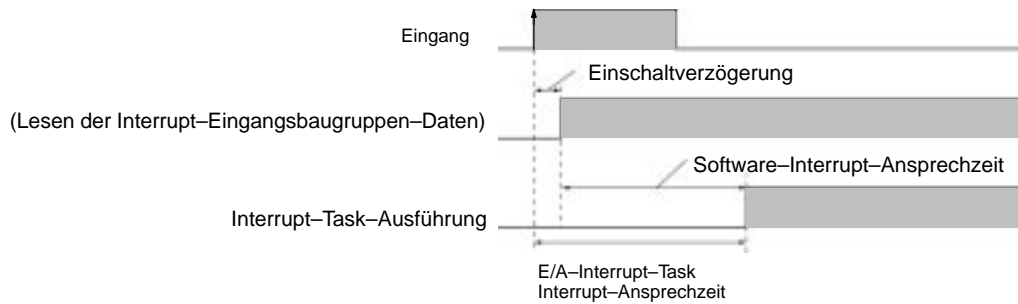 Eingang
Einschaltverzögerung
(Lesen der Interrupt–Eingangsbaugruppen–Daten)
Software–Interrupt–Ansprechzeit
Interrupt–Task–Ausführung
E/A–Interrupt–Task
Interrupt–Ansprechzeit